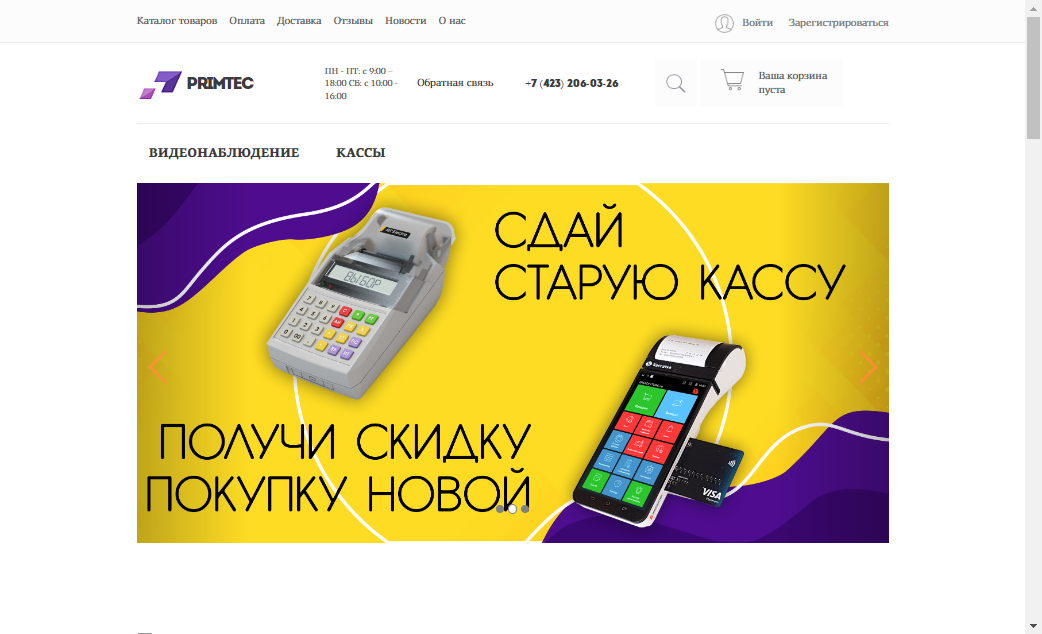 Каталог товаров Оплата Доставка Отзывы Новости О нас
Войти Зарегистрироваться
PRIMTEC
ПН - ПТ: с 9:00 –
18:00 СБ: с 10:00 -
16:00
Обратная связь
+7 (423) 206-03-26
Ваша корзина
пуста
ВИДЕОНАБЛЮДЕНИЕ КАССЫ
СДАЙ
СТАРУЮ КАССУ
ВЫБОР
ПОЛУЧИ СКИДКУ
ПОКУПКУ НОВОЙ
VISA